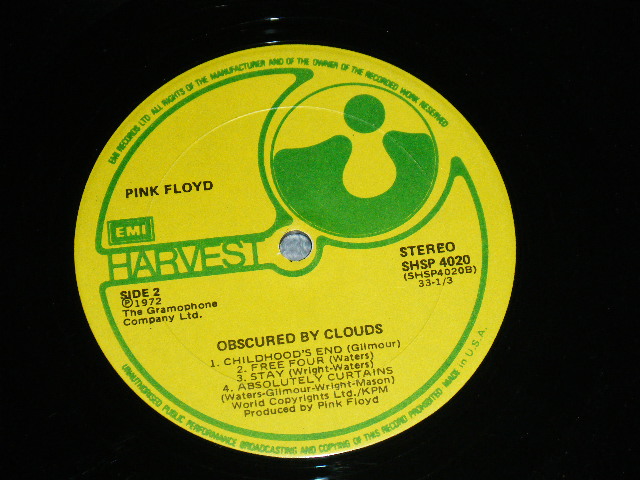 EMI RECORDS LTD ALL RIGHTS OF THE MANUFACTURER AND OF THE OWNER OF THE RECORDED WORK RESERVED
PINK FLOYD
EMI
HARVEST
STEREO
SHSP 4020
(SHSP4020B)
33-1/3
SIDE 2
Ⓟ1972
The Gramophone
Company Ltd.
OBSCURED BY CLOUDS
1. CHILDHOOD'S END (Gilmour)
2. FREE FOUR (Waters)
3. STAY (Wright-Waters)
4. ABSOLUTELY CURTAINS
(Waters-Gilmour-Wright-Mason)
World Copyrights Ltd./KPM
Produced by Pink Floyd
UNAUTHORISED PUBLIC PERFORMANCE BROADCASTING AND COPYING OF THIS RECORD PROHIBITED MADE in U.S.A.